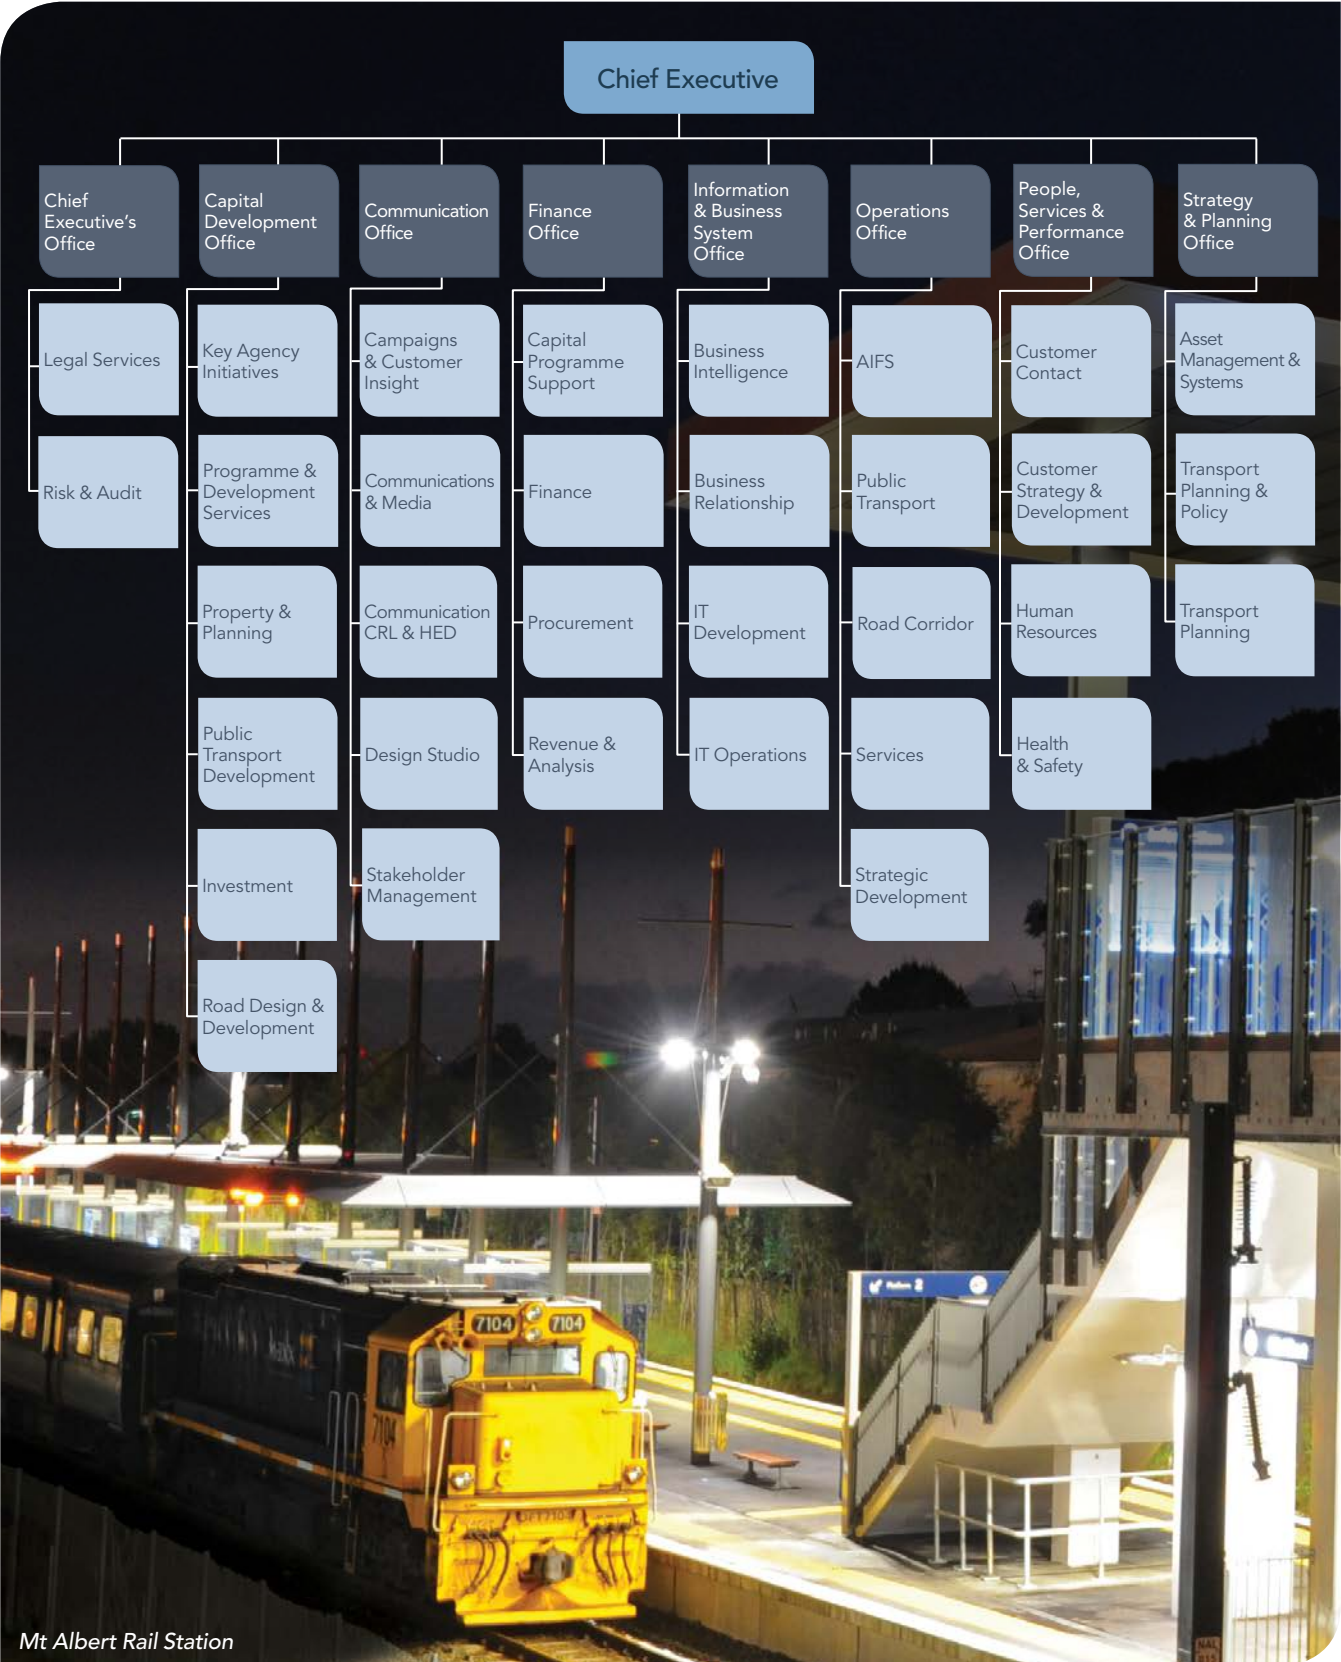 Chief Executive
Chief
Executive's
Office
Legal Services
Risk & Audit
Capital
Development
Office
Key Agency
Initiatives
Programme &
Development
Services
Property &
Planning
Public
Transport
Development
Investment
Road Design &
Development
Communication
Office
Campaigns
& Customer
Insight
Communications
& Media
Communication
CRL & HED
Design Studio
Stakeholder
Management
Finance
Office
Capital
Programme
Support
Finance
Procurement
Revenue &
Analysis
Information
& Business
System
Office
Business
Intelligence
Business
Relationship
IT
Development
IT Operations
Operations
Office
AIFS
Public
Transport
Road Corridor
Services
Strategic
Development
People,
Services &
Performance
Office
Customer
Contact
Customer
Strategy &
Development
Human
Resources
Health
& Safety
Strategy
& Planning
Office
Asset
Management &
Systems
Transport
Planning &
Policy
Transport
Planning
Platform 2
7104 7104
7104
Mt Albert Rail Station